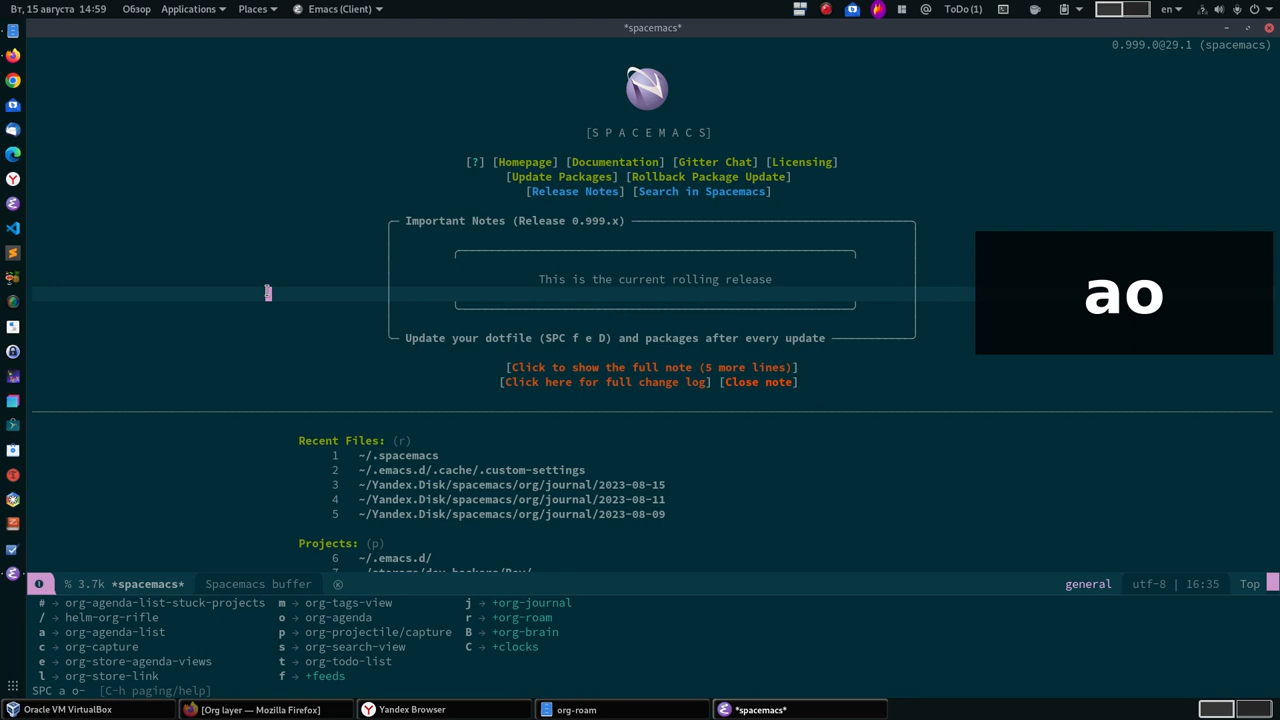 Вт, 15 августа 14:59 Обзор Applications Places Emacs (Client) ToDo (1) en
*spacemacs*
0.999.0@29.1 (spacemacs)
[S P A C E M A C S]
[?] [Homepage] [Documentation] [Gitter Chat] [Licensing]
[Update Packages] [Rollback Package Update]
[Release Notes] [Search in Spacemacs]
Important Notes (Release 0.999.x)
This is the current rolling release
ao
Update your dotfile (SPC f e D) and packages after every update
[Click to show the full note (5 more lines)]
[Click here for full change log] [Close note]
Recent Files: (r)
1 ~/.spacemacs
2 ~/.emacs.d/.cache/.custom-settings
3 ~/Yandex.Disk/spacemacs/org/journal/2023-08-15
4 ~/Yandex.Disk/spacemacs/org/journal/2023-08-11
5 ~/Yandex.Disk/spacemacs/org/journal/2023-08-09
Projects: (p)
6 ~/.emacs.d/
% 3.7k *spacemacs* Spacemacs buffer general utf-8 | 16:35 Top
# → org-agenda-list-stuck-projects m → org-tags-view j → +org-journal
/ → helm-org-rifle o → org-agenda r → +org-roam
a → org-agenda-list p → org-projectile/capture B → +org-brain
c → org-capture s → org-search-view C → +clocks
e → org-store-agenda-views t → org-todo-list
l → org-store-link f → +feeds
SPC a o- [C-h paging/help]
Oracle VM VirtualBox [Org layer — Mozilla Firefox] Yandex Browser org-roam *spacemacs*